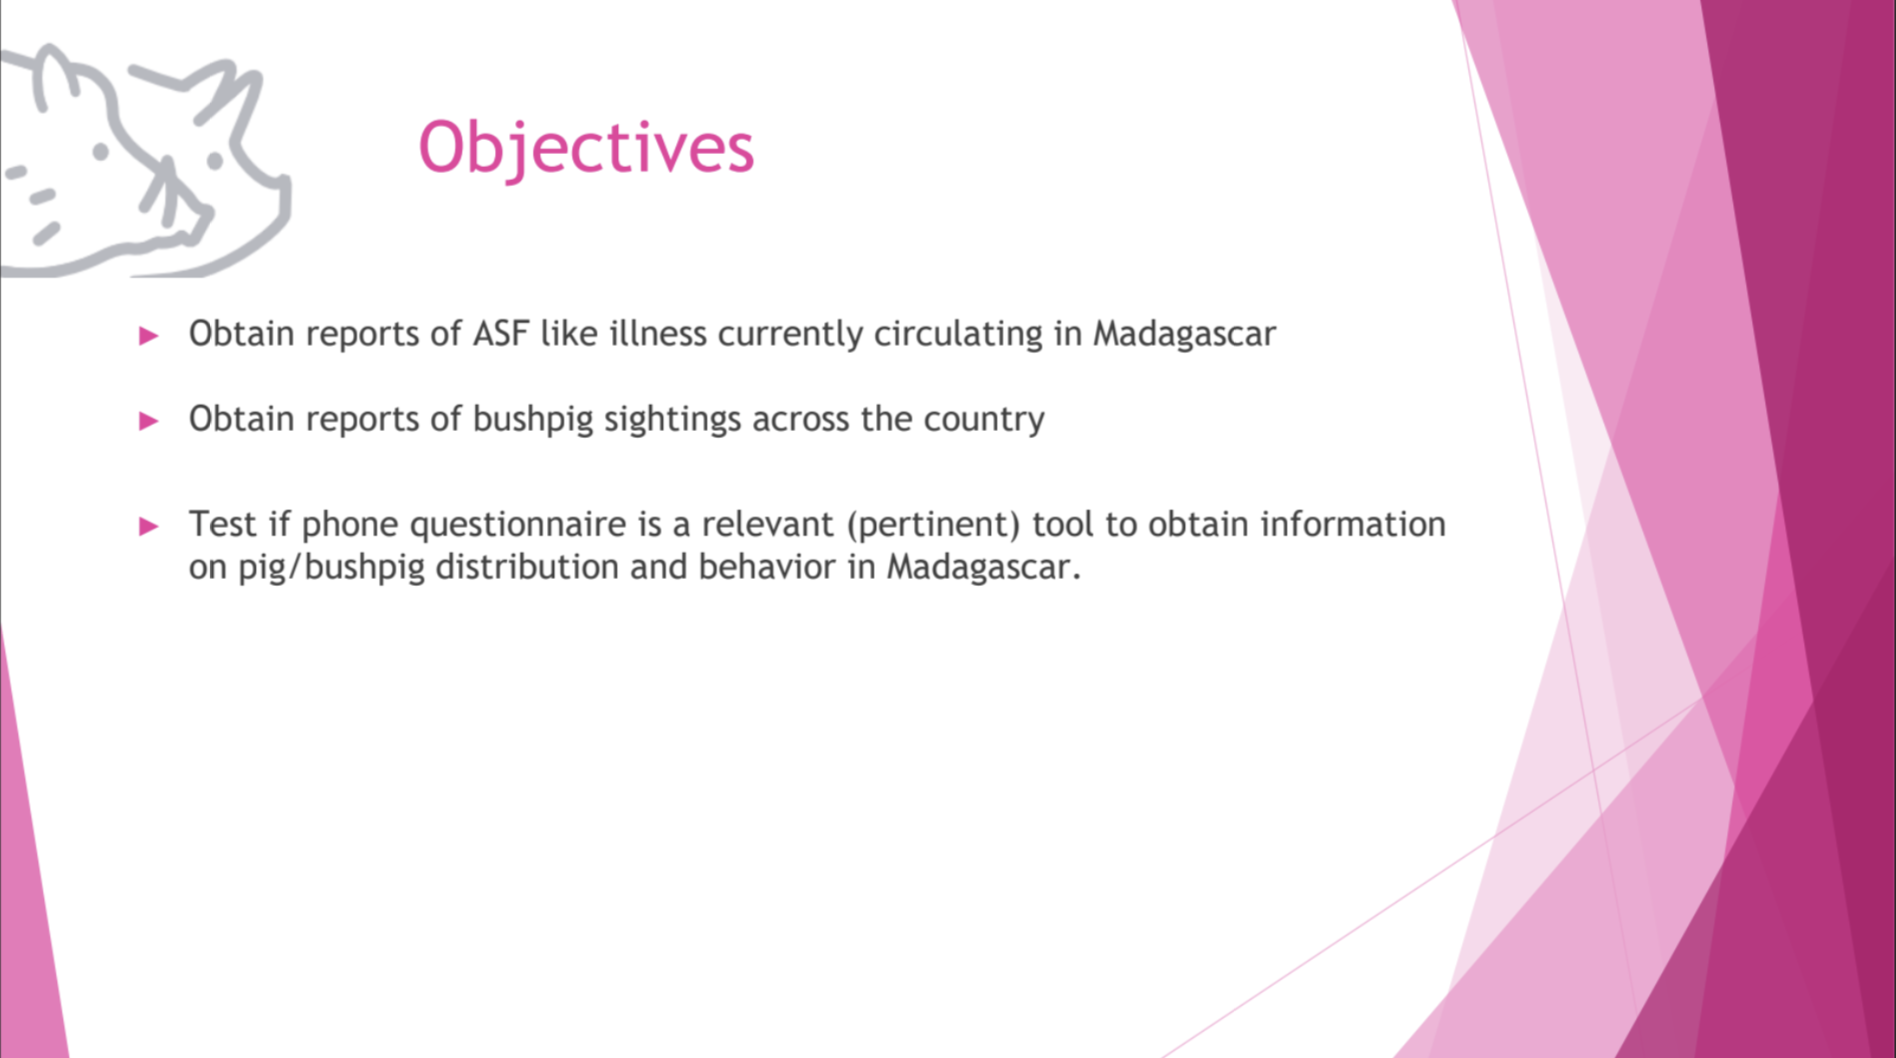 Objectives
Obtain reports of ASF like illness currently circulating in Madagascar
Obtain reports of bushpig sightings across the country
Test if phone questionnaire is a relevant (pertinent) tool to obtain information
on pig/bushpig distribution and behavior in Madagascar.